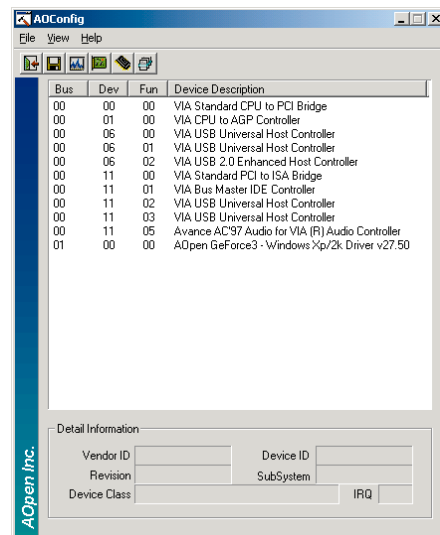 AOConfig
File View Help
Bus Dev Fun Device Description
00 00 00 VIA Standard CPU to PCI Bridge
00 01 00 VIA CPU to AGP Controller
00 06 00 VIA USB Universal Host Controller
00 06 01 VIA USB Universal Host Controller
00 06 02 VIA USB 2.0 Enhanced Host Controller
00 11 00 VIA Standard PCI to ISA Bridge
00 11 01 VIA Bus Master IDE Controller
00 11 02 VIA USB Universal Host Controller
00 11 03 VIA USB Universal Host Controller
00 11 05 Avance AC'97 Audio for VIA (R) Audio Controller
01 00 00 AOpen GeForce3 - Windows Xp/2k Driver v27.50
Detail Information
Vendor ID Device ID
Revision SubSystem
Device Class IRQ
AOpen Inc.